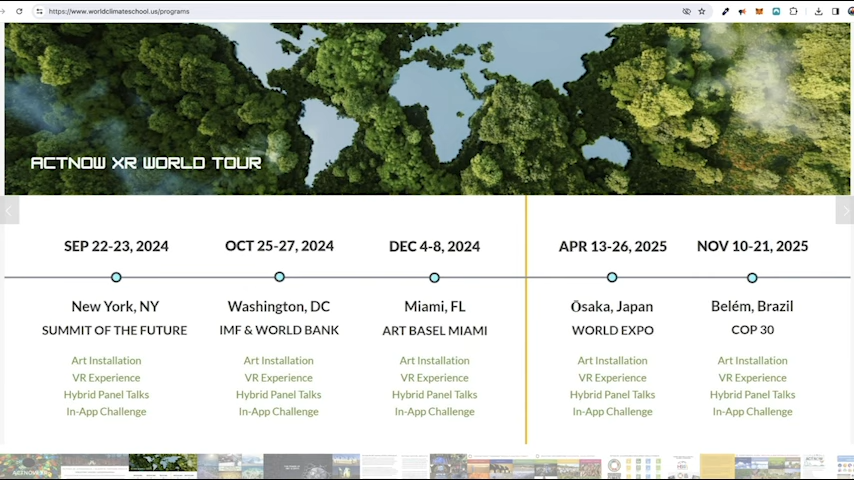 https://www.worldclimateschool.us/programs
ACTNOW XR WORLD TOUR
SEP 22-23, 2024
OCT 25-27, 2024
DEC 4-8, 2024
APR 13-26, 2025
NOV 10-21, 2025
New York, NY
Washington, DC
Miami, FL
Ōsaka, Japan
Belém, Brazil
SUMMIT OF THE FUTURE
IMF & WORLD BANK
ART BASEL MIAMI
WORLD EXPO
COP 30
Art Installation
Art Installation
Art Installation
Art Installation
Art Installation
VR Experience
VR Experience
VR Experience
VR Experience
VR Experience
Hybrid Panel Talks
Hybrid Panel Talks
Hybrid Panel Talks
Hybrid Panel Talks
Hybrid Panel Talks
In-App Challenge
In-App Challenge
In-App Challenge
In-App Challenge
In-App Challenge